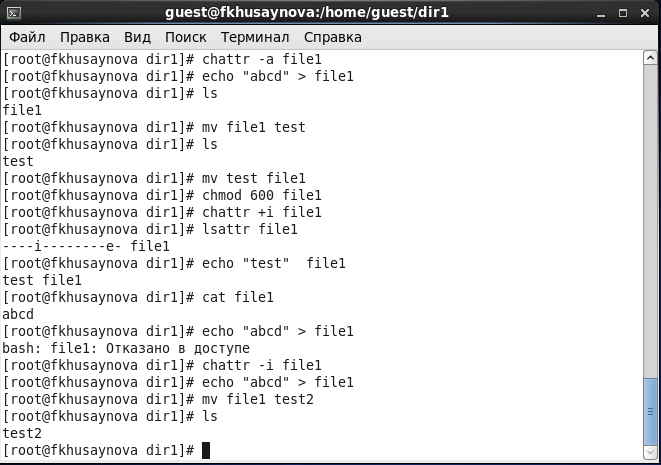 guest@fkhusaynova:/home/guest/dir1
Файл Правка Вид Поиск Терминал Справка
[root@fkhusaynova dir1]# chattr -a file1
[root@fkhusaynova dir1]# echo "abcd" > file1
[root@fkhusaynova dir1]# ls
file1
[root@fkhusaynova dir1]# mv file1 test
[root@fkhusaynova dir1]# ls
test
[root@fkhusaynova dir1]# mv test file1
[root@fkhusaynova dir1]# chmod 600 file1
[root@fkhusaynova dir1]# chattr +i file1
[root@fkhusaynova dir1]# lsattr file1
----i--------e- file1
[root@fkhusaynova dir1]# echo "test"  file1
test file1
[root@fkhusaynova dir1]# cat file1
abcd
[root@fkhusaynova dir1]# echo "abcd" > file1
bash: file1: Отказано в доступе
[root@fkhusaynova dir1]# chattr -i file1
[root@fkhusaynova dir1]# echo "abcd" > file1
[root@fkhusaynova dir1]# mv file1 test2
[root@fkhusaynova dir1]# ls
test2
[root@fkhusaynova dir1]#